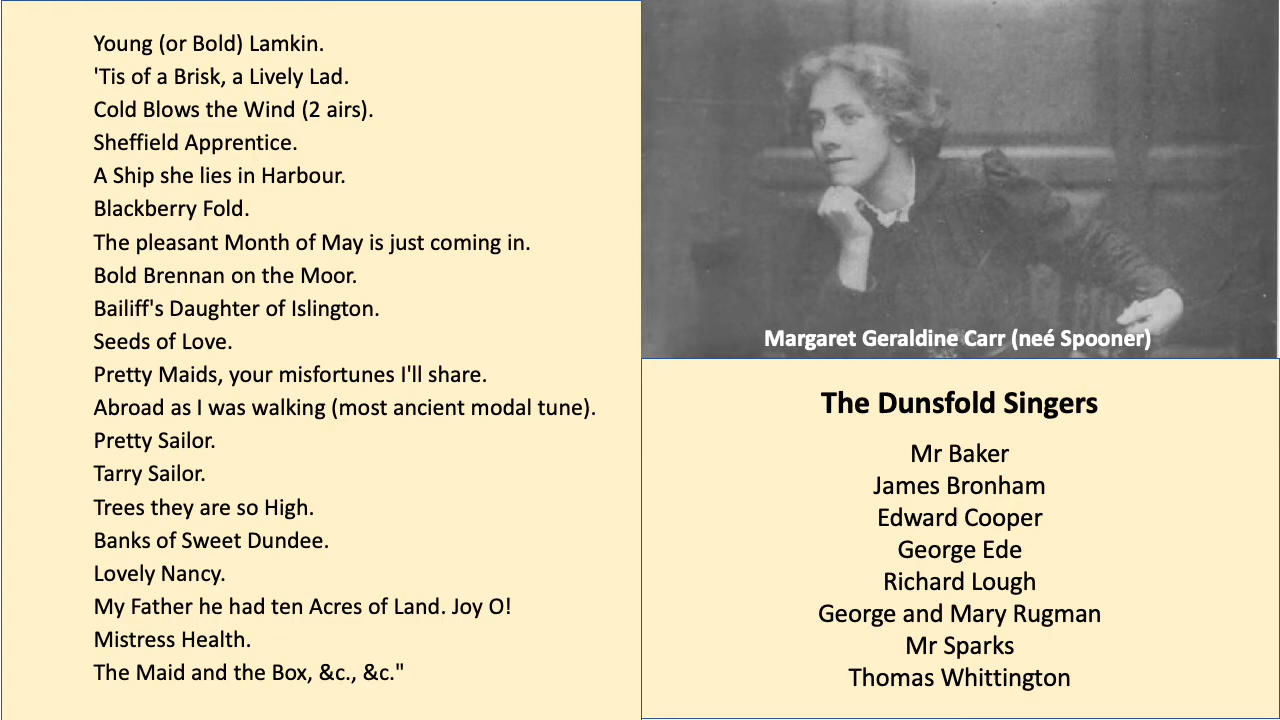 Young (or Bold) Lamkin.
'Tis of a Brisk, a Lively Lad.
Cold Blows the Wind (2 airs).
Sheffield Apprentice.
A Ship she lies in Harbour.
Blackberry Fold.
The pleasant Month of May is just coming in.
Bold Brennan on the Moor.
Bailiff's Daughter of Islington.
Seeds of Love.
Pretty Maids, your misfortunes I'll share.
Abroad as I was walking (most ancient modal tune).
Pretty Sailor.
Tarry Sailor.
Trees they are so High.
Banks of Sweet Dundee.
Lovely Nancy.
My Father he had ten Acres of Land. Joy O!
Mistress Health.
The Maid and the Box, &c., &c."
Margaret Geraldine Carr (neé Spooner)
The Dunsfold Singers
Mr Baker
James Bronham
Edward Cooper
George Ede
Richard Lough
George and Mary Rugman
Mr Sparks
Thomas Whittington